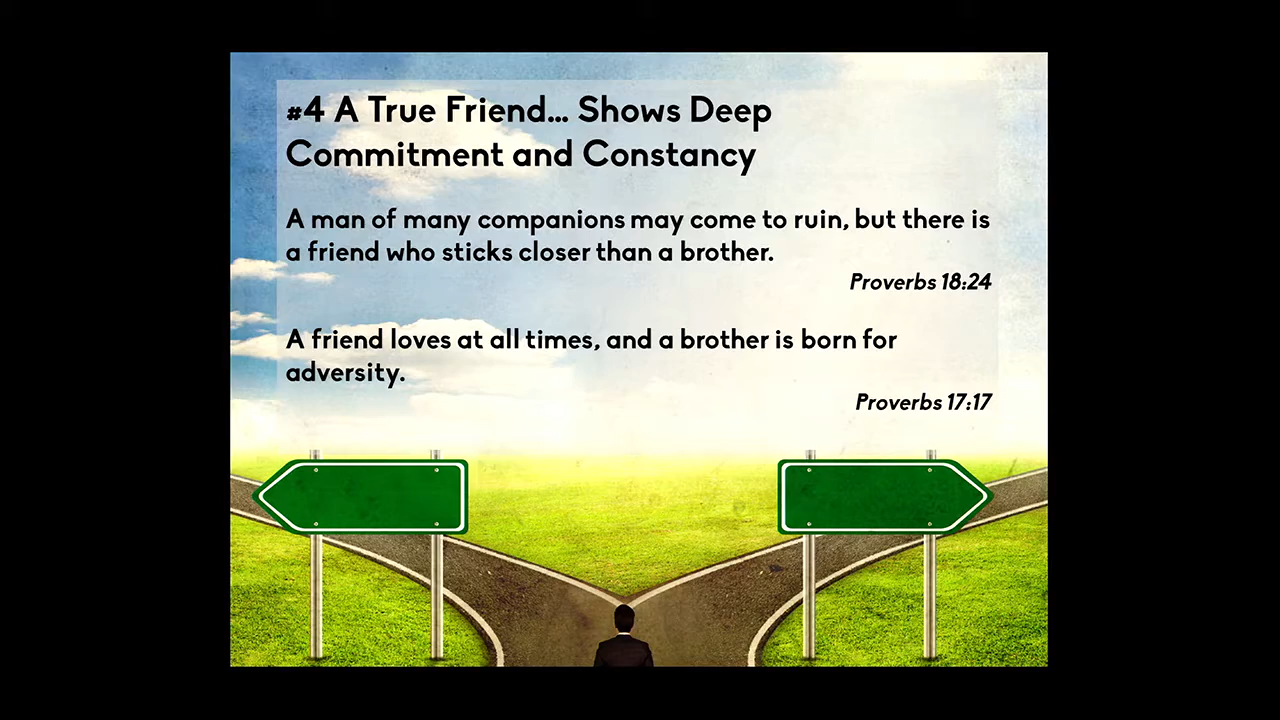 #4 A True Friend... Shows Deep
Commitment and Constancy
A man of many companions may come to ruin, but there is
a friend who sticks closer than a brother.
Proverbs 18:24
A friend loves at all times, and a brother is born for
adversity.
Proverbs 17:17